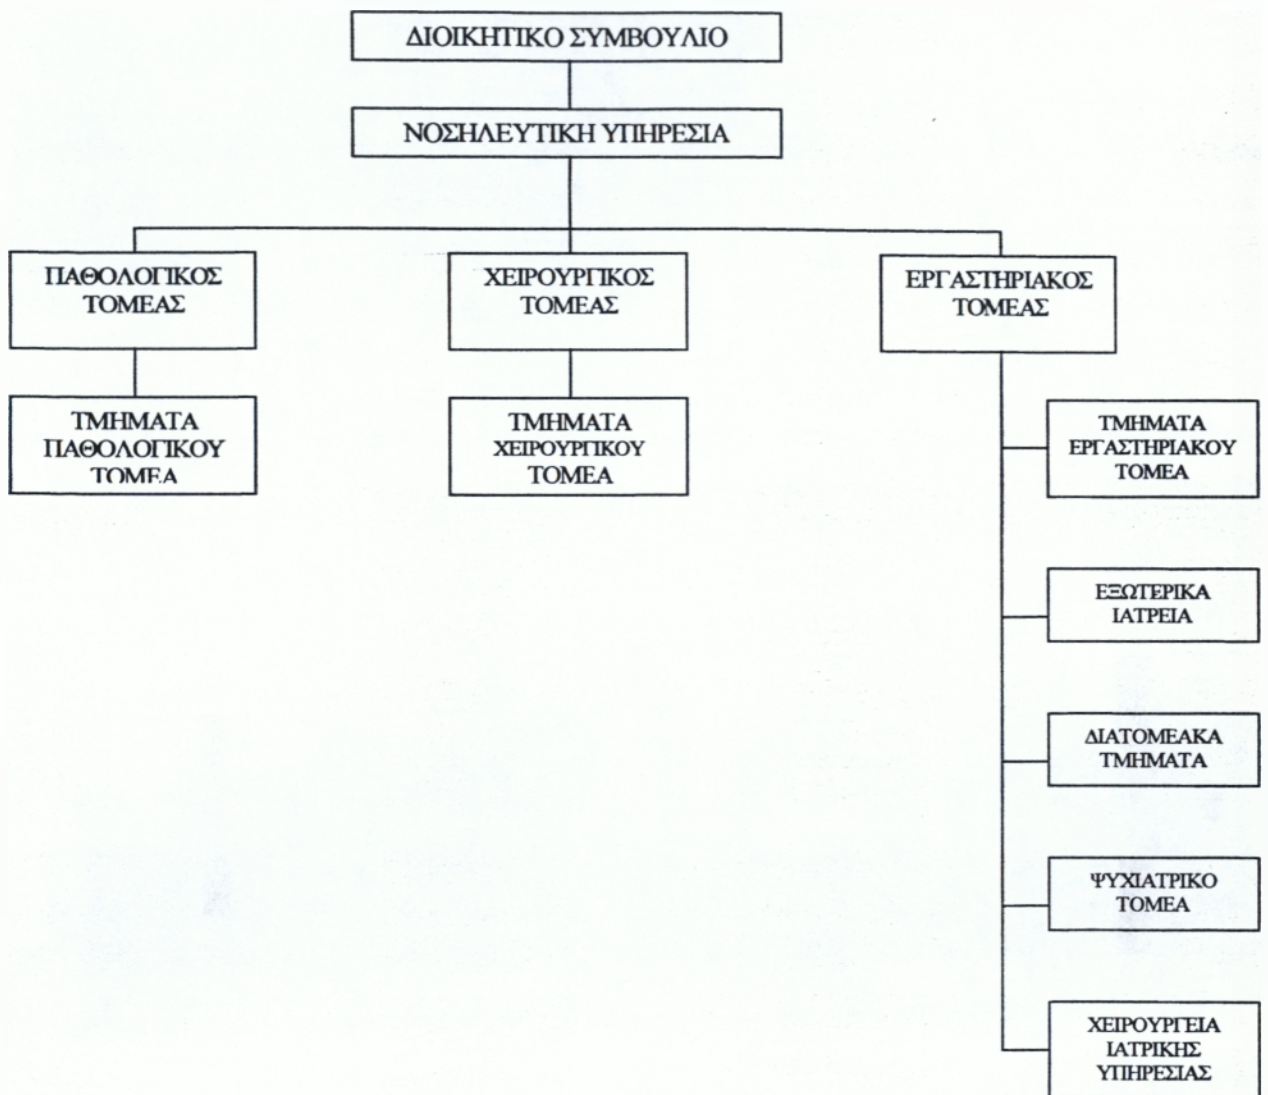 ΔΙΟΙΚΗΤΙΚΟ ΣΥΜΒΟΥΛΙΟ
ΝΟΣΗΛΕΥΤΙΚΗ ΥΠΗΡΕΣΙΑ
ΠΑΘΟΛΟΓΙΚΟΣ
ΤΟΜΕΑΣ
ΧΕΙΡΟΥΡΓΙΚΟΣ
ΤΟΜΕΑΣ
ΕΡΓΑΣΤΗΡΙΑΚΟΣ
ΤΟΜΕΑΣ
ΤΜΗΜΑΤΑ
ΠΑΘΟΛΟΓΙΚΟΥ
ΤΟΜΕΑ
ΤΜΗΜΑΤΑ
ΧΕΙΡΟΥΡΓΙΚΟΥ
ΤΟΜΕΑ
ΤΜΗΜΑΤΑ
ΕΡΓΑΣΤΗΡΙΑΚΟΥ
ΤΟΜΕΑ
ΕΞΩΤΕΡΙΚΑ
ΙΑΤΡΕΙΑ
ΔΙΑΤΟΜΕΑΚΑ
ΤΜΗΜΑΤΑ
ΨΥΧΙΑΤΡΙΚΟ
ΤΟΜΕΑ
ΧΕΙΡΟΥΡΓΕΙΑ
ΙΑΤΡΙΚΗΣ
ΥΠΗΡΕΣΙΑΣ